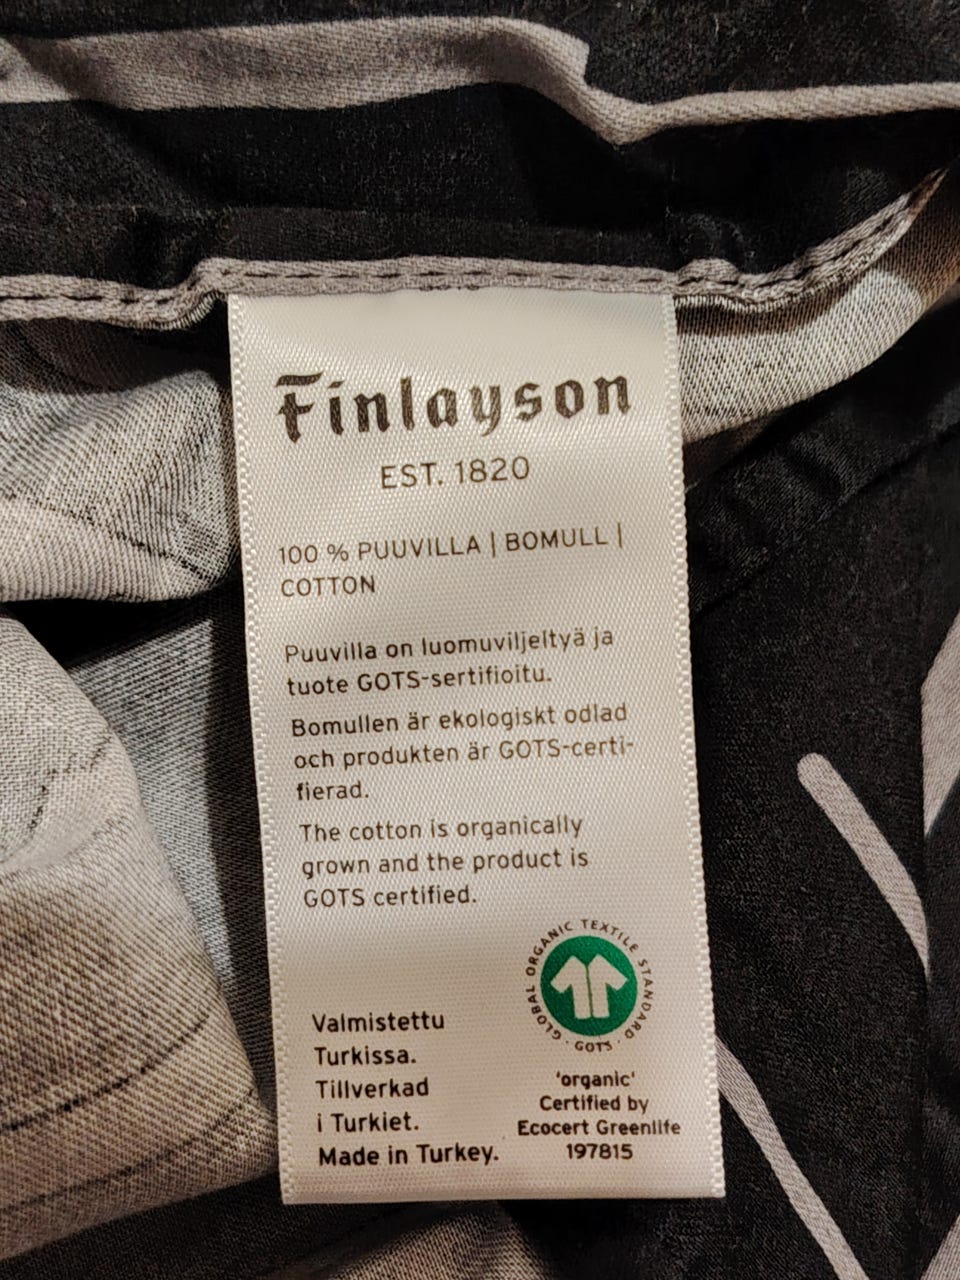 Finlayson
EST. 1820
100 % PUUVILLA | BOMULL |
COTTON
Puuvilla on luomuviljeltyä ja
tuote GOTS-sertifioitu.
Bomullen är ekologiskt odlad
och produkten är GOTS-certi-
fierad.
The cotton is organically
grown and the product is
GOTS certified.
GLOBAL ORGANIC TEXTILE STANDARD
· GOTS ·
Valmistettu
Turkissa.
Tillverkad
i Turkiet.
Made in Turkey.
'organic'
Certified by
Ecocert Greenlife
197815